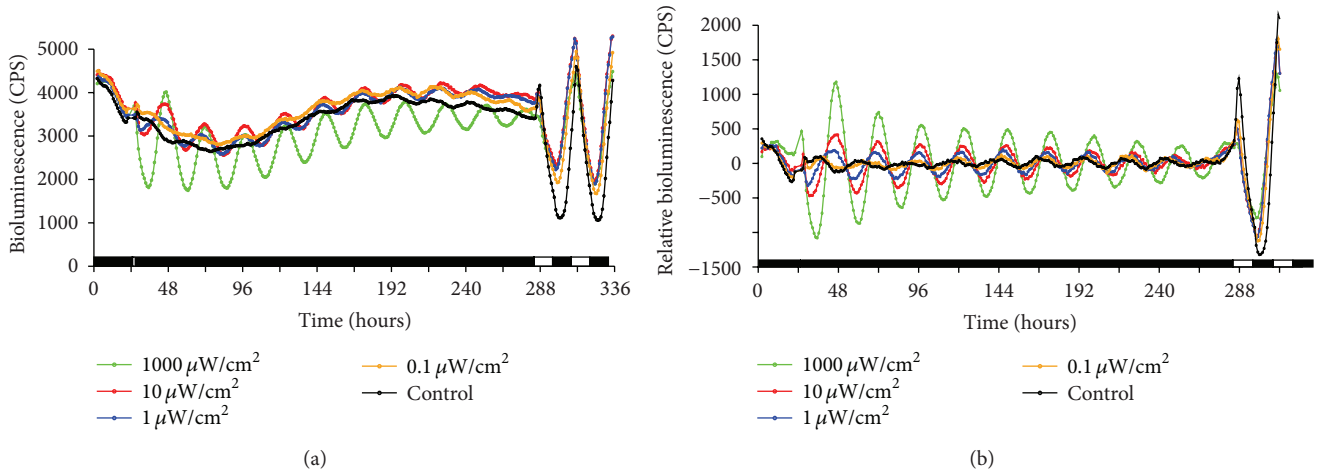 Bioluminescence (CPS)
5000
4000
3000
2000
1000
0
0 48 96 144 192 240 288 336
Time (hours)
1000 μW/cm²
10 μW/cm²
1 μW/cm²
0.1 μW/cm²
Control
(a)
Relative bioluminescence (CPS)
2000
1500
1000
500
0
−500
−1500
0 48 96 144 192 240 288
Time (hours)
1000 μW/cm²
10 μW/cm²
1 μW/cm²
0.1 μW/cm²
Control
(b)